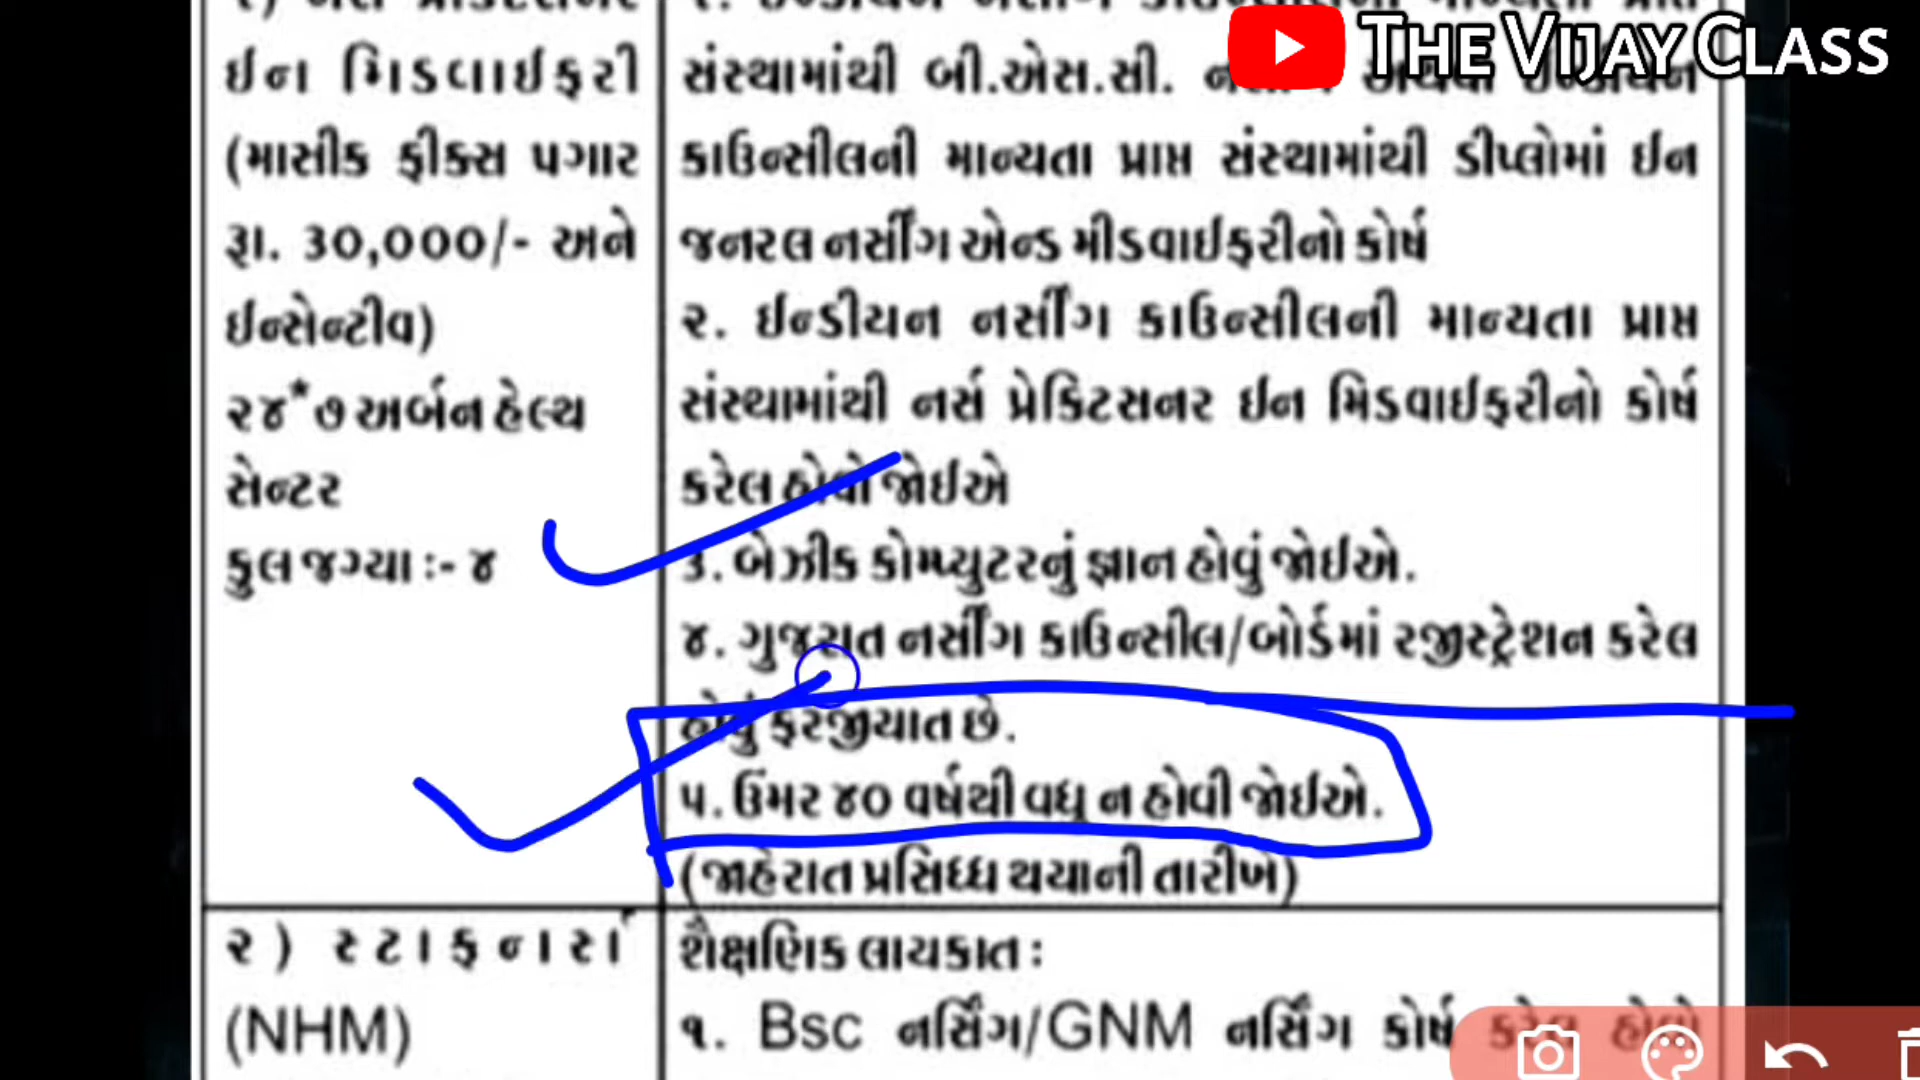 THE VIJAY CLASS
ઈન મિડવાઈફરી
(માસીક ફીક્સ પગાર
રૂા. 30,000/- અને
ઈન્સેન્ટીવ)
૨૪*૭ અર્બન હેલ્થ
સેન્ટર
કુલ જગ્યા :- ૪
સંસ્થામાંથી બી.એસ.સી.
કાઉન્સીલની માન્યતા પ્રાપ્ત સંસ્થામાંથી ડીપ્લોમાં ઈન
જનરલ નર્સીંગ એન્ડ મીડવાઈફરીનો કોર્ષ
૨. ઈન્ડીયન નર્સીંગ કાઉન્સીલની માન્યતા પ્રાપ્ત
સંસ્થામાંથી નર્સ પ્રેકિટસનર ઈન મિડવાઈફરીનો કોર્ષ
કરેલ હોવો જોઈએ
૩. બેઝીક કોમ્પ્યુટરનું જ્ઞાન હોવું જોઈએ.
૪. ગુજરાત નર્સીંગ કાઉન્સીલ/બોર્ડમાં રજીસ્ટ્રેશન કરેલ
હોવું ફરજીયાત છે.
૫. ઉંમર ૪૦ વર્ષથી વધુ ન હોવી જોઈએ.
(જાહેરાત પ્રસિધ્ધ થયાની તારીખે)
૨) સ્ટાફનર્સ
(NHM)
શૈક્ષણિક લાયકાત :
૧. Bsc નર્સિંગ/GNM નર્સિંગ કોર્ષ કરેલ હોવો